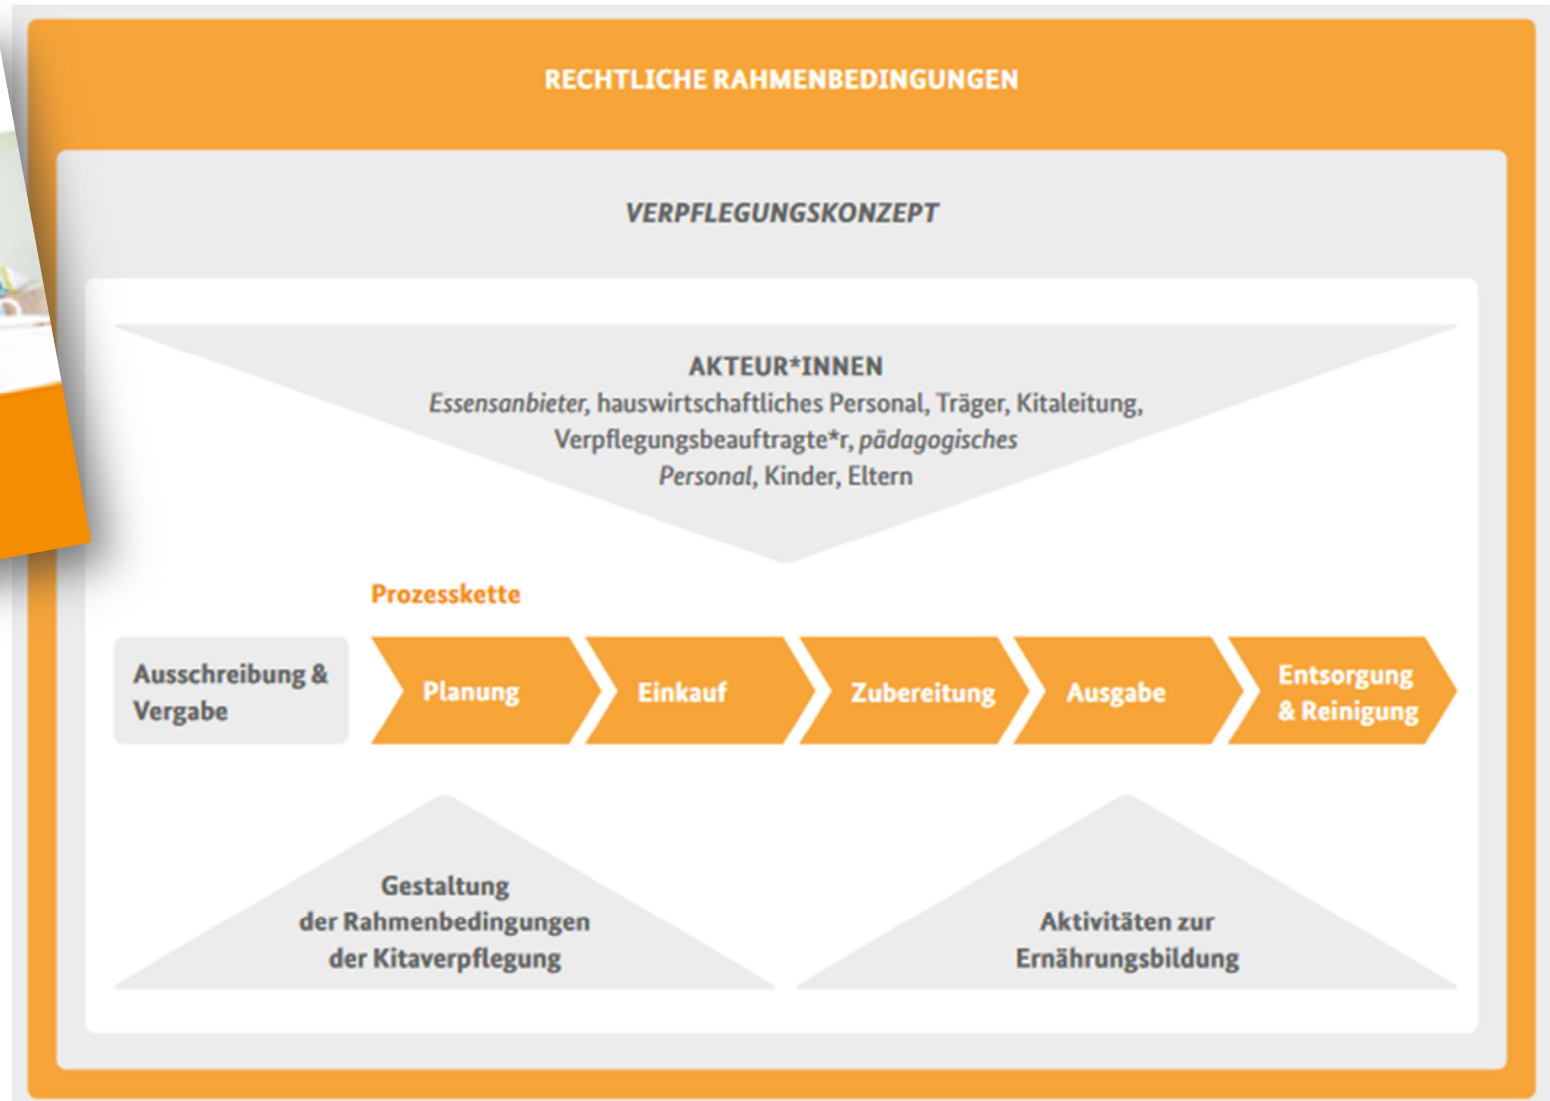 RECHTLICHE RAHMENBEDINGUNGEN
VERPFLEGUNGSKONZEPT
AKTEUR*INNEN
Essensanbieter, hauswirtschaftliches Personal, Träger, Kitaleitung,
Verpflegungsbeauftragte*r, pädagogisches
Personal, Kinder, Eltern
Prozesskette
Ausschreibung &
Vergabe
Planung
Einkauf
Zubereitung
Ausgabe
Entsorgung
& Reinigung
Gestaltung
der Rahmenbedingungen
der Kitaverpflegung
Aktivitäten zur
Ernährungsbildung